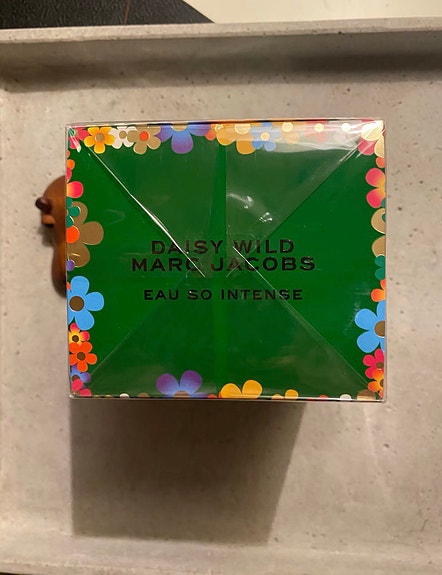 DAISY WILD
MARC JACOBS
EAU SO INTENSE